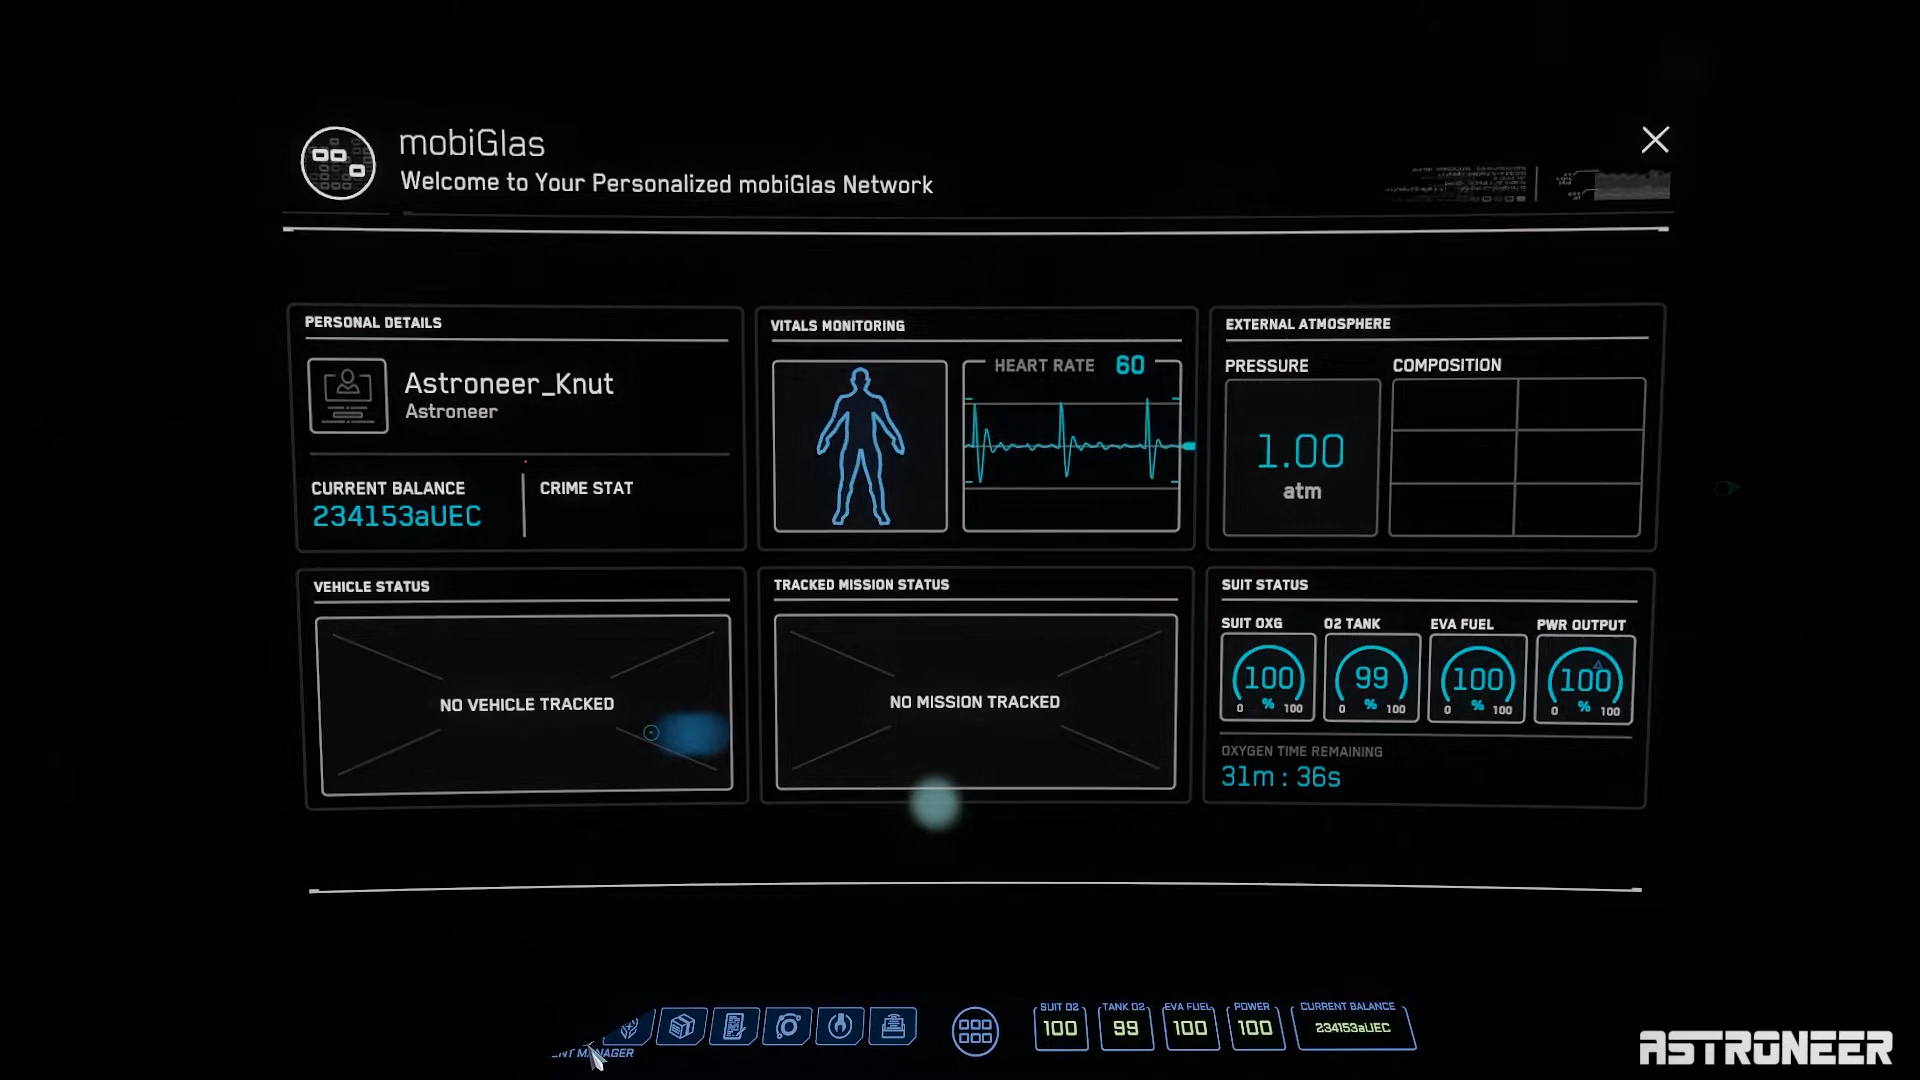 mobiGlas
Welcome to Your Personalized mobiGlas Network
PERSONAL DETAILS
Astroneer_Knut
Astroneer
CURRENT BALANCE
234153aUEC
CRIME STAT
VITALS MONITORING
HEART RATE 60
EXTERNAL ATMOSPHERE
PRESSURE
1.00
atm
COMPOSITION
VEHICLE STATUS
NO VEHICLE TRACKED
TRACKED MISSION STATUS
NO MISSION TRACKED
SUIT STATUS
SUIT OXG
100
0 % 100
O2 TANK
99
0 % 100
EVA FUEL
100
0 % 100
PWR OUTPUT
100
0 % 100
OXYGEN TIME REMAINING
31m : 36s
SUIT O2
100
TANK O2
99
EVA FUEL
100
POWER
100
CURRENT BALANCE
234153aUEC
ASTRONEER